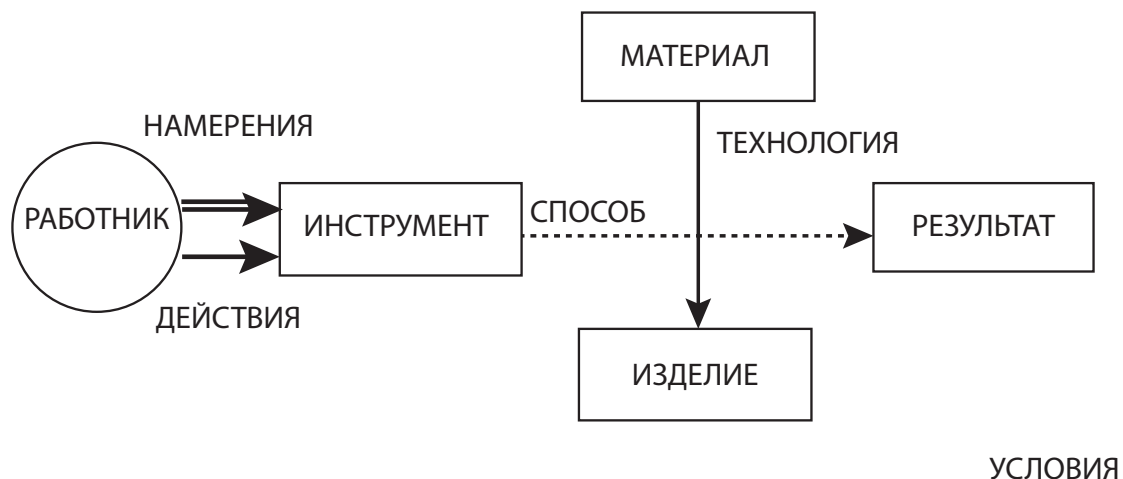 МАТЕРИАЛ
НАМЕРЕНИЯ
ТЕХНОЛОГИЯ
РАБОТНИК
ИНСТРУМЕНТ
СПОСОБ
РЕЗУЛЬТАТ
ДЕЙСТВИЯ
ИЗДЕЛИЕ
УСЛОВИЯ